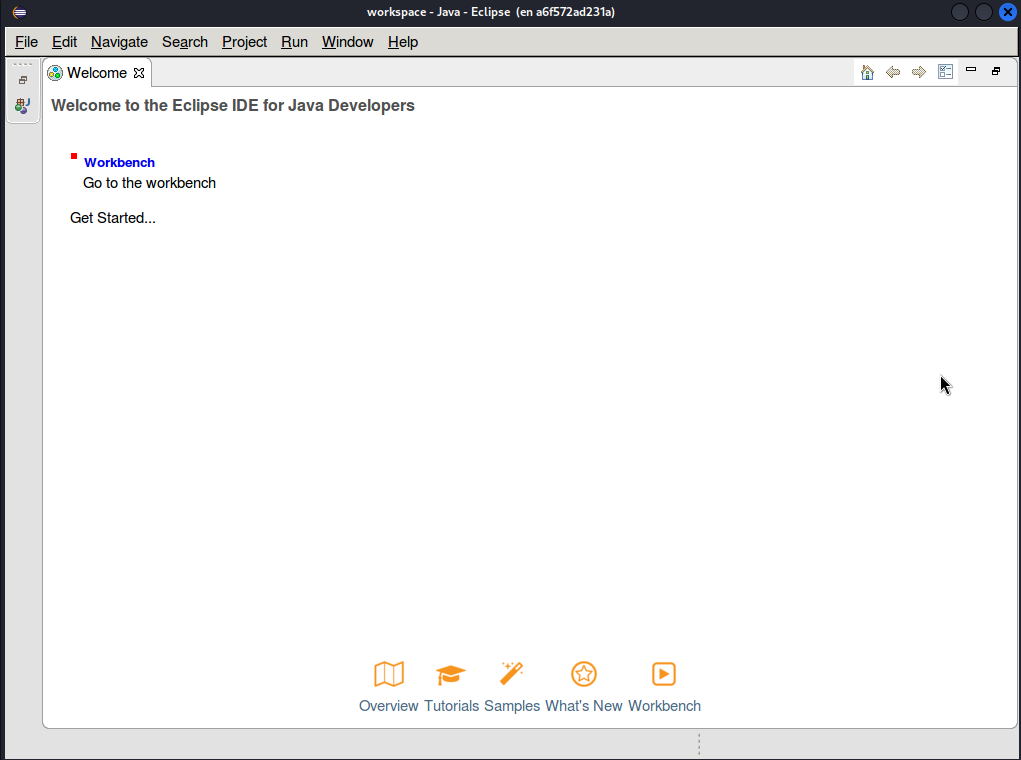 workspace - Java - Eclipse (en a6f572ad231a)
File Edit Navigate Search Project Run Window Help
Welcome
Welcome to the Eclipse IDE for Java Developers
Workbench
Go to the workbench
Get Started...
Overview Tutorials Samples What's New Workbench